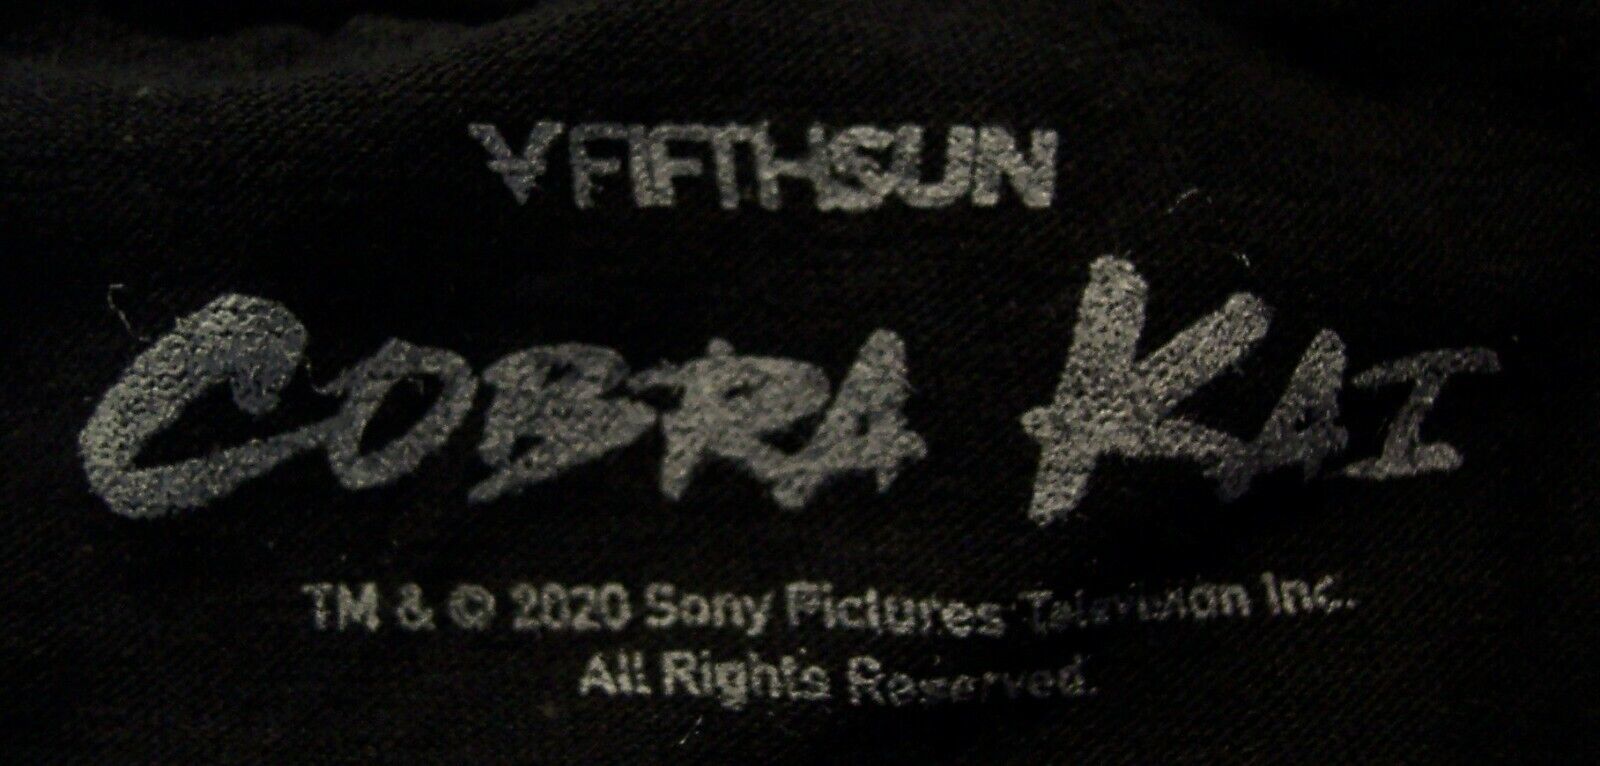 FIFTHSUN
COBRA KAI
TM & © 2020 Sony Pictures Television Inc.
All Rights Reserved.